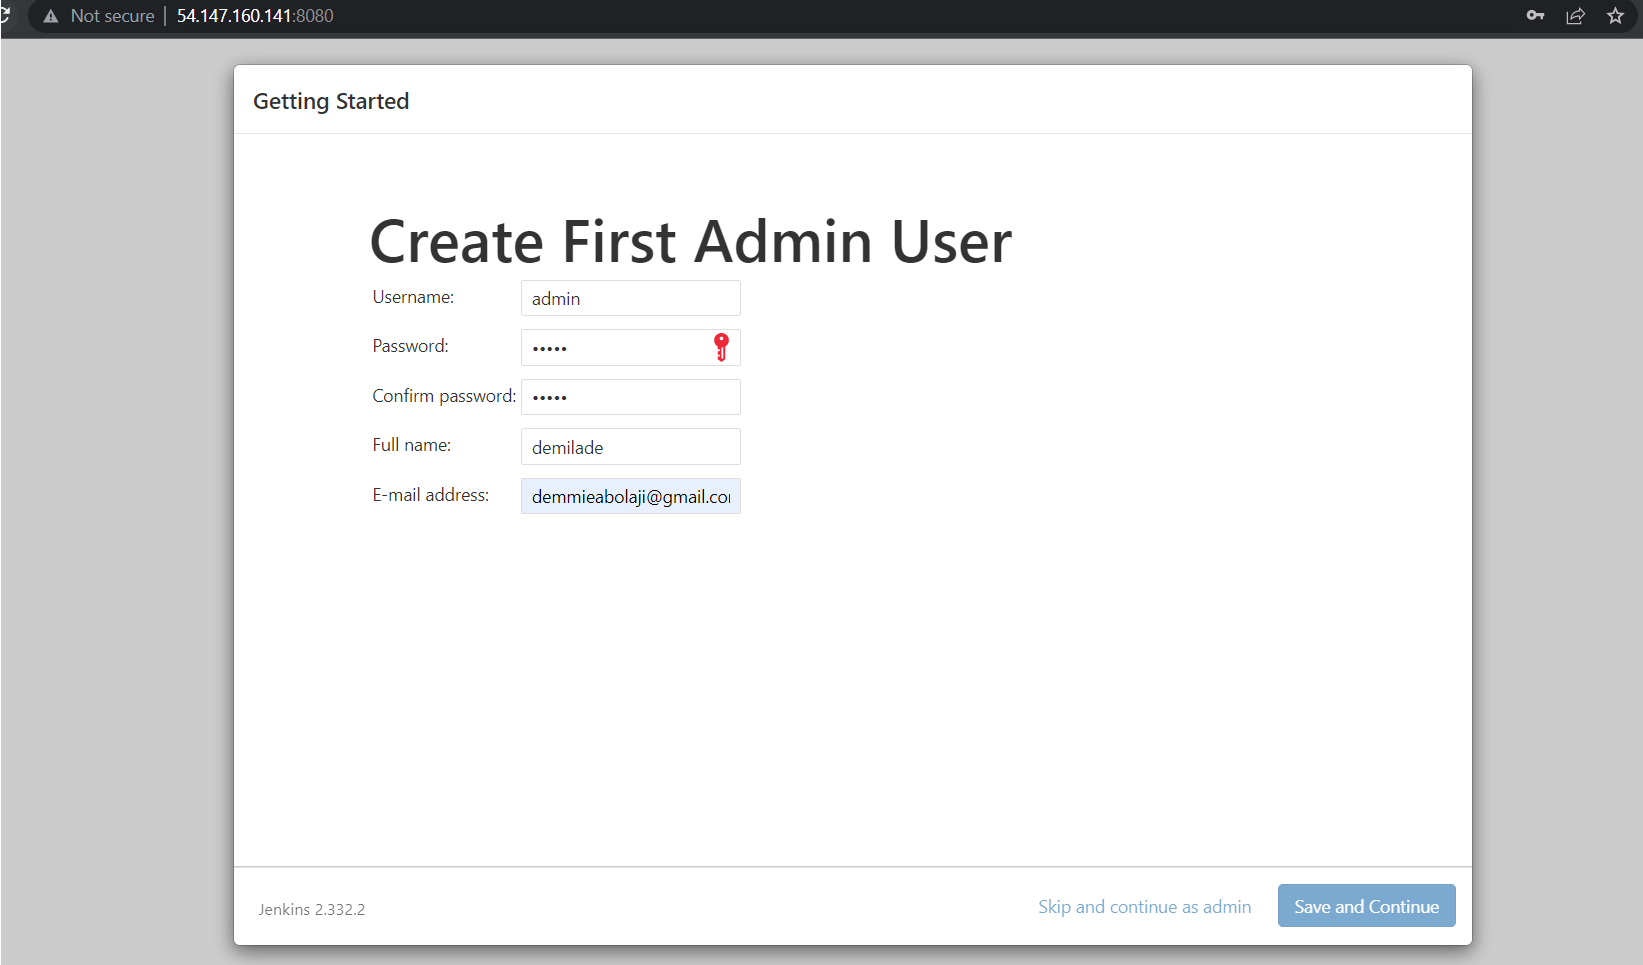 Not secure | 54.147.160.141:8080
Getting Started
Create First Admin User
Username: admin
Password: •••••
Confirm password: •••••
Full name: demilade
E-mail address: demmieabolaji@gmail.co
Jenkins 2.332.2 Skip and continue as admin Save and Continue